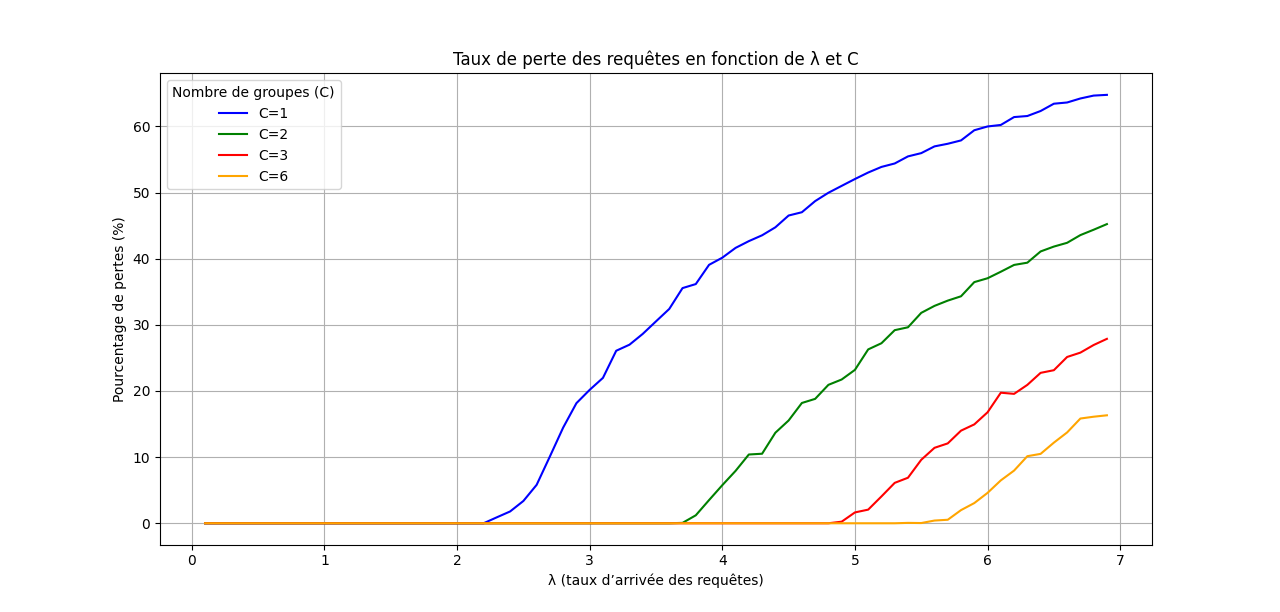 Taux de perte des requêtes en fonction de λ et C
Nombre de groupes (C)
C=1
C=2
C=3
C=6
Pourcentage de pertes (%)
60
50
40
30
20
10
0
0 1 2 3 4 5 6 7
λ (taux d’arrivée des requêtes)